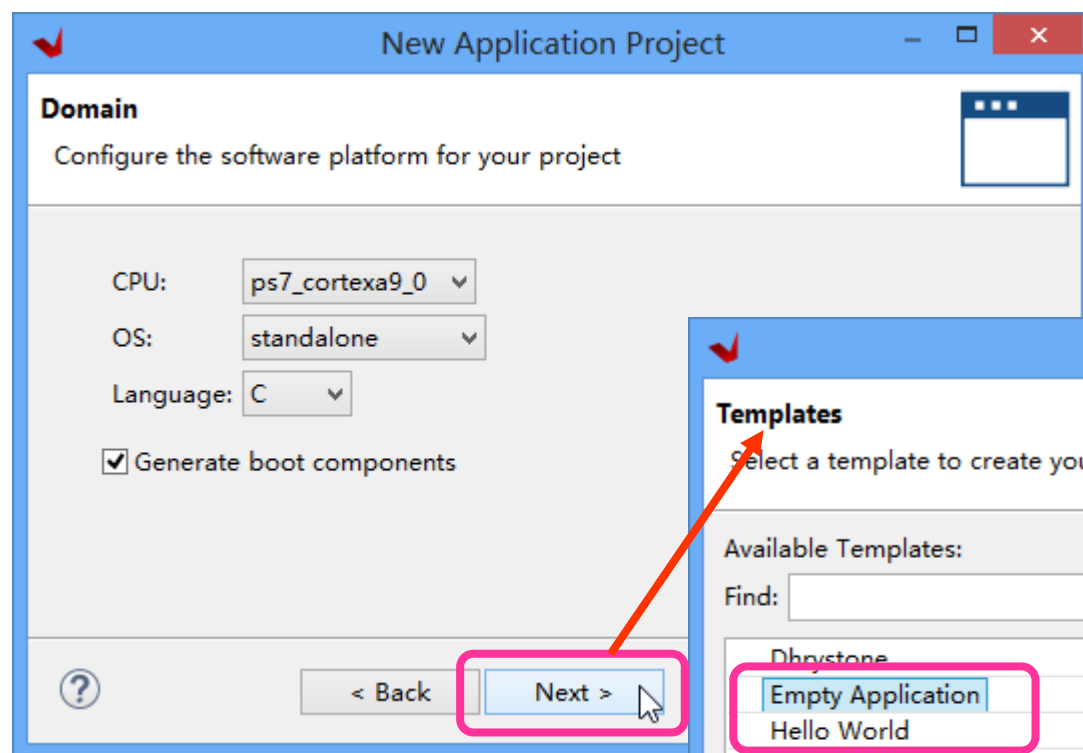 New Application Project
Domain
Configure the software platform for your project
CPU: ps7_cortexa9_0
OS: standalone
Language: C
Generate boot components
< Back Next >
Templates
Select a template to create you
Available Templates:
Find:
Dhrystone
Empty Application
Hello World